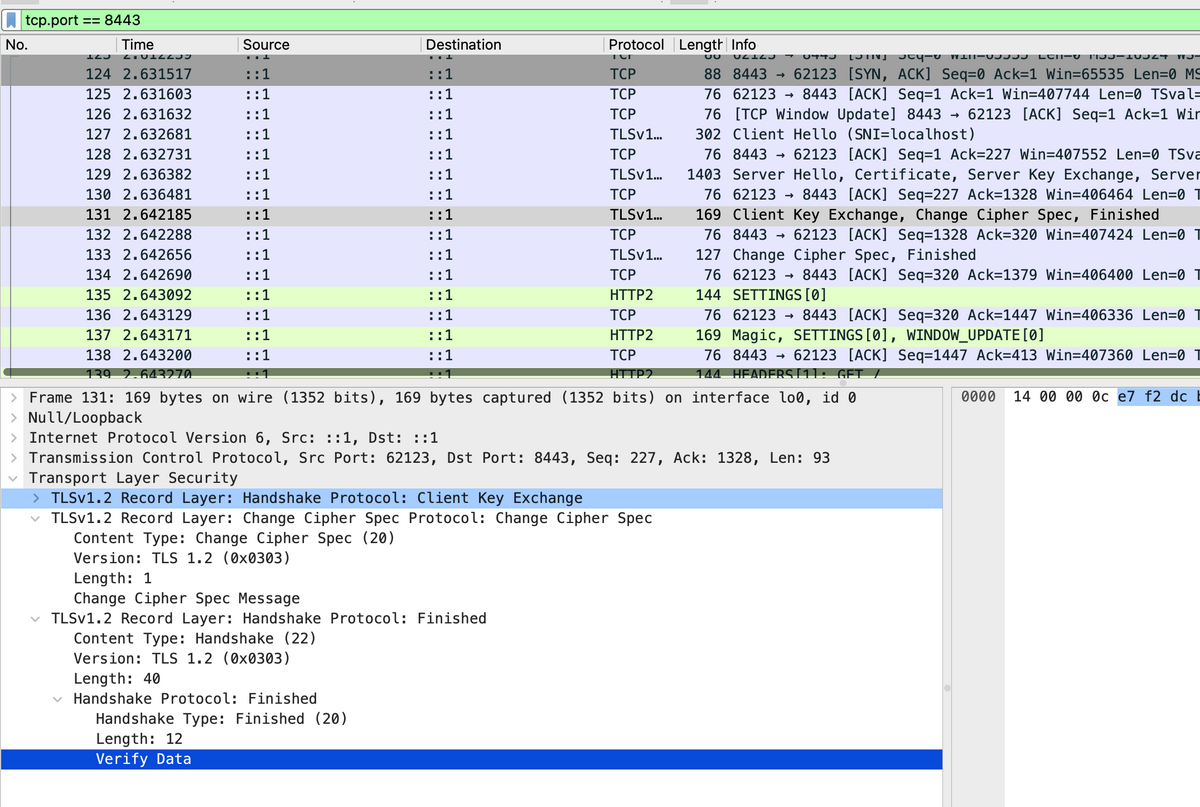 tcp.port == 8443
No. Time Source Destination Protocol Length Info
124 2.631517 ::1 ::1 TCP 88 8443 → 62123 [SYN, ACK] Seq=0 Ack=1 Win=65535 Len=0 MS
125 2.631603 ::1 ::1 TCP 76 62123 → 8443 [ACK] Seq=1 Ack=1 Win=407744 Len=0 TSval=
126 2.631632 ::1 ::1 TCP 76 [TCP Window Update] 8443 → 62123 [ACK] Seq=1 Ack=1 Win
127 2.632681 ::1 ::1 TLSv1… 302 Client Hello (SNI=localhost)
128 2.632731 ::1 ::1 TCP 76 8443 → 62123 [ACK] Seq=1 Ack=227 Win=407552 Len=0 TSva
129 2.636382 ::1 ::1 TLSv1… 1403 Server Hello, Certificate, Server Key Exchange, Server
130 2.636481 ::1 ::1 TCP 76 62123 → 8443 [ACK] Seq=227 Ack=1328 Win=406464 Len=0 T
131 2.642185 ::1 ::1 TLSv1… 169 Client Key Exchange, Change Cipher Spec, Finished
132 2.642288 ::1 ::1 TCP 76 8443 → 62123 [ACK] Seq=1328 Ack=320 Win=407424 Len=0 T
133 2.642656 ::1 ::1 TLSv1… 127 Change Cipher Spec, Finished
134 2.642690 ::1 ::1 TCP 76 62123 → 8443 [ACK] Seq=320 Ack=1379 Win=406400 Len=0 T
135 2.643092 ::1 ::1 HTTP2 144 SETTINGS[0]
136 2.643129 ::1 ::1 TCP 76 62123 → 8443 [ACK] Seq=320 Ack=1447 Win=406336 Len=0 T
137 2.643171 ::1 ::1 HTTP2 169 Magic, SETTINGS[0], WINDOW_UPDATE[0]
138 2.643200 ::1 ::1 TCP 76 8443 → 62123 [ACK] Seq=1447 Ack=413 Win=407360 Len=0 T
139 2.643270 ::1 ::1 HTTP2 144 HEADERS[1]: GET /
Frame 131: 169 bytes on wire (1352 bits), 169 bytes captured (1352 bits) on interface lo0, id 0
Null/Loopback
Internet Protocol Version 6, Src: ::1, Dst: ::1
Transmission Control Protocol, Src Port: 62123, Dst Port: 8443, Seq: 227, Ack: 1328, Len: 93
Transport Layer Security
TLSv1.2 Record Layer: Handshake Protocol: Client Key Exchange
TLSv1.2 Record Layer: Change Cipher Spec Protocol: Change Cipher Spec
Content Type: Change Cipher Spec (20)
Version: TLS 1.2 (0x0303)
Length: 1
Change Cipher Spec Message
TLSv1.2 Record Layer: Handshake Protocol: Finished
Content Type: Handshake (22)
Version: TLS 1.2 (0x0303)
Length: 40
Handshake Protocol: Finished
Handshake Type: Finished (20)
Length: 12
Verify Data
0000 14 00 00 0c e7 f2 dc